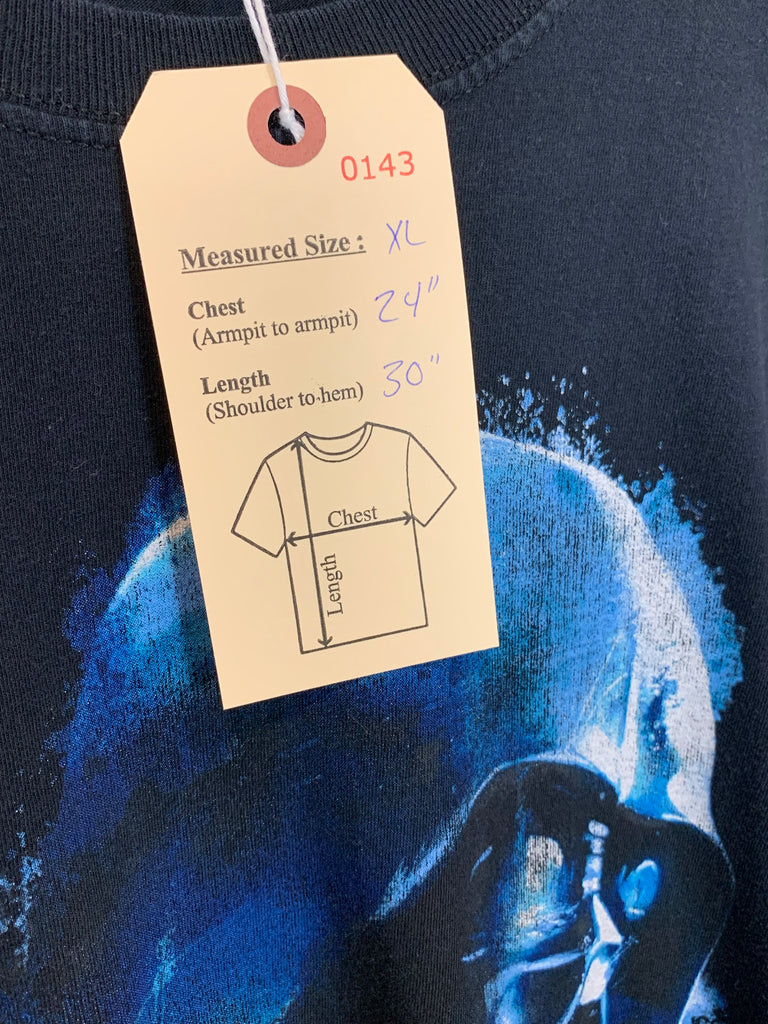 0143
Measured Size : XL
Chest 24"
(Armpit to armpit)
Length 30"
(Shoulder to hem)
Chest
Length